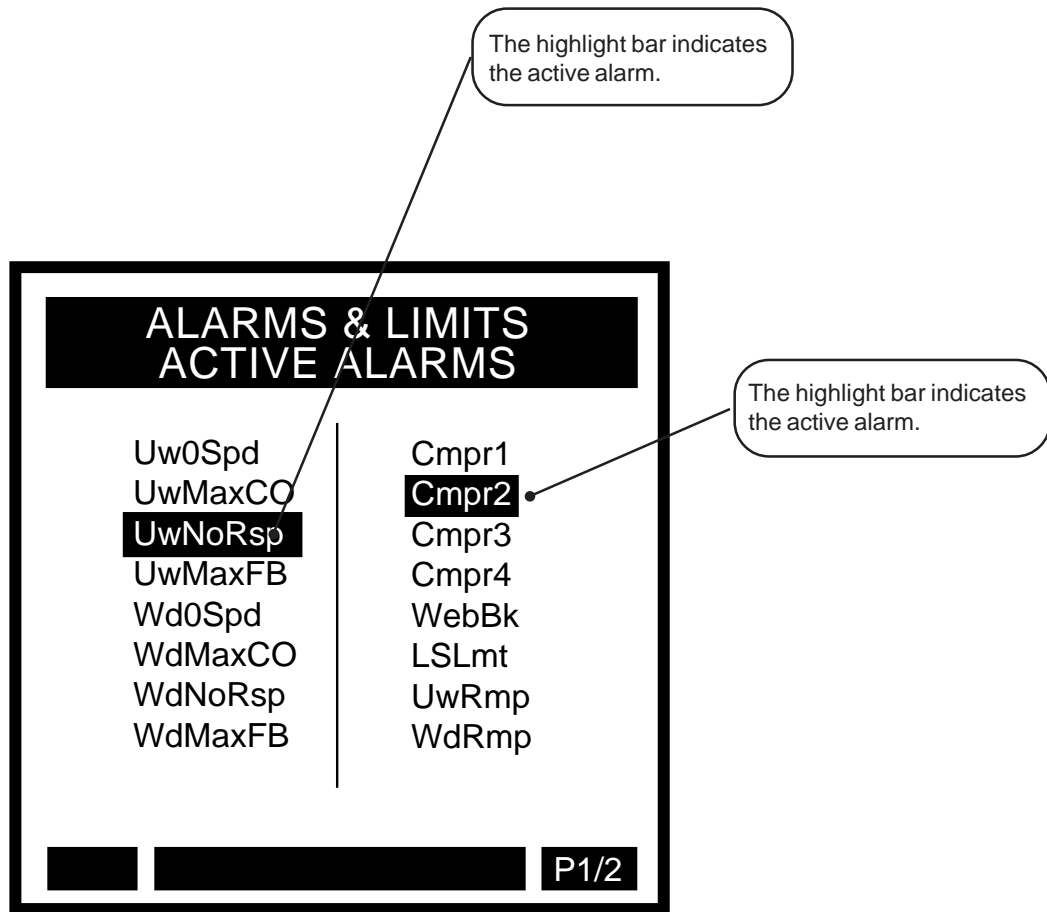 The highlight bar indicates
the active alarm.
ALARMS & LIMITS
ACTIVE ALARMS
The highlight bar indicates
the active alarm.
Uw0Spd
UwMaxCO
UwNoRsp
UwMaxFB
Wd0Spd
WdMaxCO
WdNoRsp
WdMaxFB
Cmpr1
Cmpr2
Cmpr3
Cmpr4
WebBk
LSLmt
UwRmp
WdRmp
P1/2